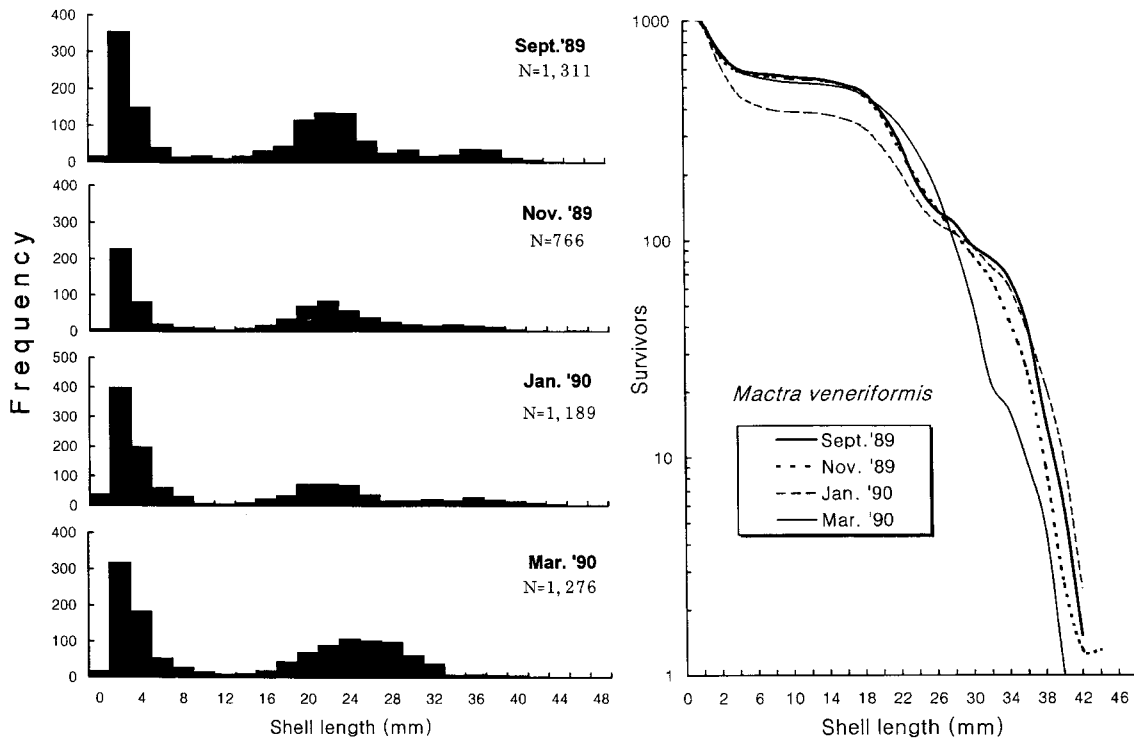 Frequency
400
300
200
100
0
Sept.'89
N=1,311
400
300
200
100
0
Nov. '89
N=766
500
400
300
200
100
0
Jan. '90
N=1,189
400
300
200
100
0
Mar. '90
N=1,276
0 4 8 12 16 20 24 28 32 36 40 44 48
Shell length (mm)
Survivors
1000
100
10
1
Mactra veneriformis
Sept.'89
Nov. '89
Jan. '90
Mar. '90
0 2 6 10 14 18 22 26 30 34 38 42 46
Shell length (mm)